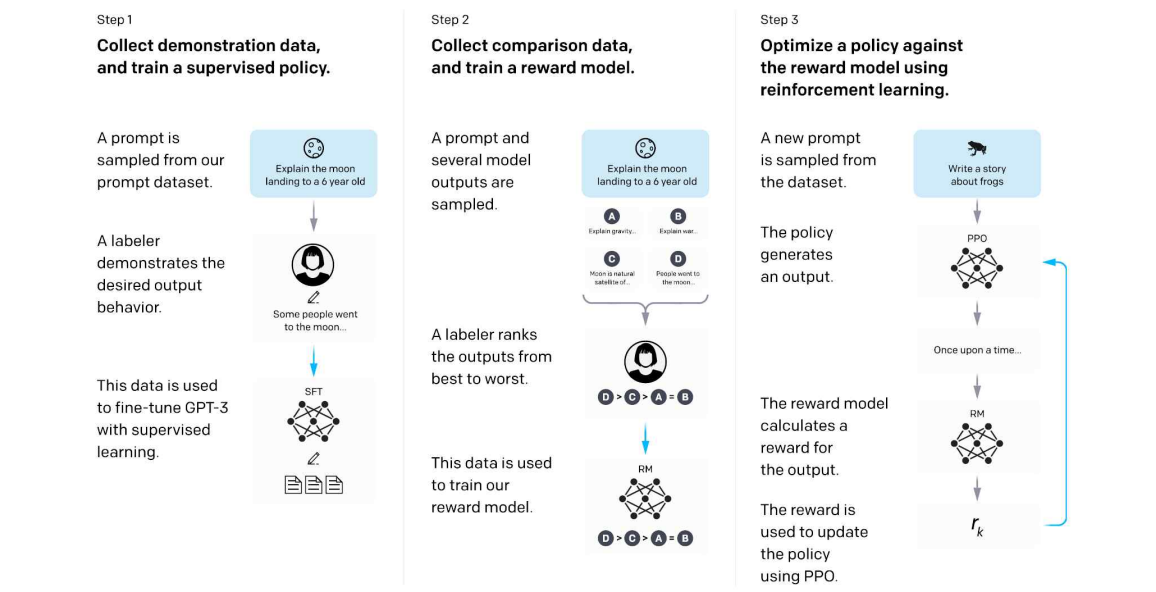 Step 1
Collect demonstration data,
and train a supervised policy.
A prompt is
sampled from our
prompt dataset.
Explain the moon
landing to a 6 year old
A labeler
demonstrates the
desired output
behavior.
Some people went
to the moon...
This data is used
to fine-tune GPT-3
with supervised
learning.
SFT
Step 2
Collect comparison data,
and train a reward model.
A prompt and
several model
outputs are
sampled.
Explain the moon
landing to a 6 year old
A
Explain gravity...
B
Explain war...
C
Moon is natural
satellite of...
D
People went to
the moon...
A labeler ranks
the outputs from
best to worst.
D > C > A = B
This data is used
to train our
reward model.
RM
D > C > A = B
Step 3
Optimize a policy against
the reward model using
reinforcement learning.
A new prompt
is sampled from
the dataset.
Write a story
about frogs
The policy
generates
an output.
PPO
Once upon a time...
The reward model
calculates a
reward for
the output.
RM
The reward is
used to update
the policy
using PPO.
r_k